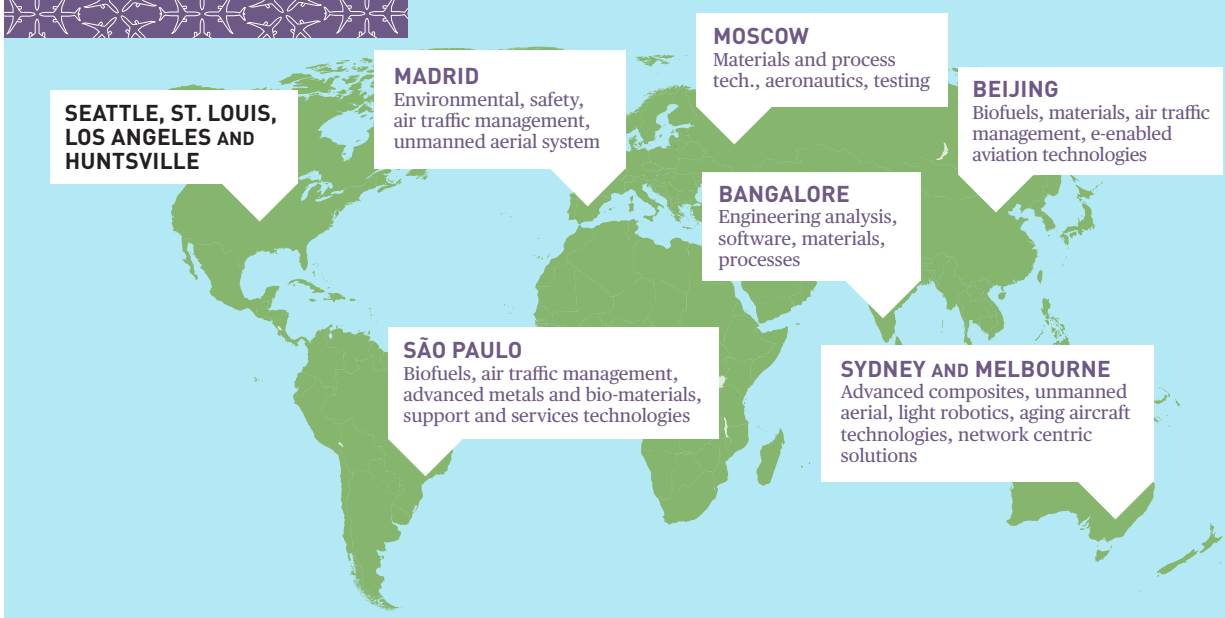 SEATTLE, ST. LOUIS,
LOS ANGELES AND
HUNTSVILLE
MADRID
Environmental, safety,
air traffic management,
unmanned aerial system
MOSCOW
Materials and process
tech., aeronautics, testing
BEIJING
Biofuels, materials, air traffic
management, e-enabled
aviation technologies
BANGALORE
Engineering analysis,
software, materials,
processes
SÃO PAULO
Biofuels, air traffic management,
advanced metals and bio-materials,
support and services technologies
SYDNEY AND MELBOURNE
Advanced composites, unmanned
aerial, light robotics, aging aircraft
technologies, network centric
solutions